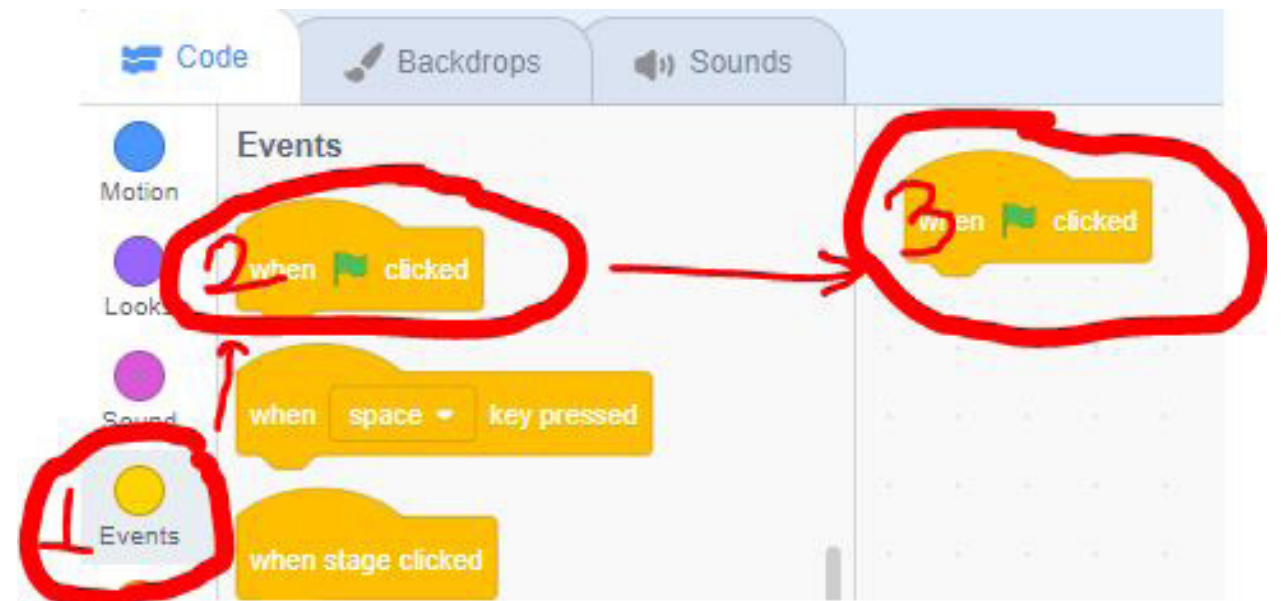 Code Backdrops Sounds
Motion
Looks
Sound
Events
Events
when clicked
when space key pressed
when stage clicked
when clicked
1
2
3